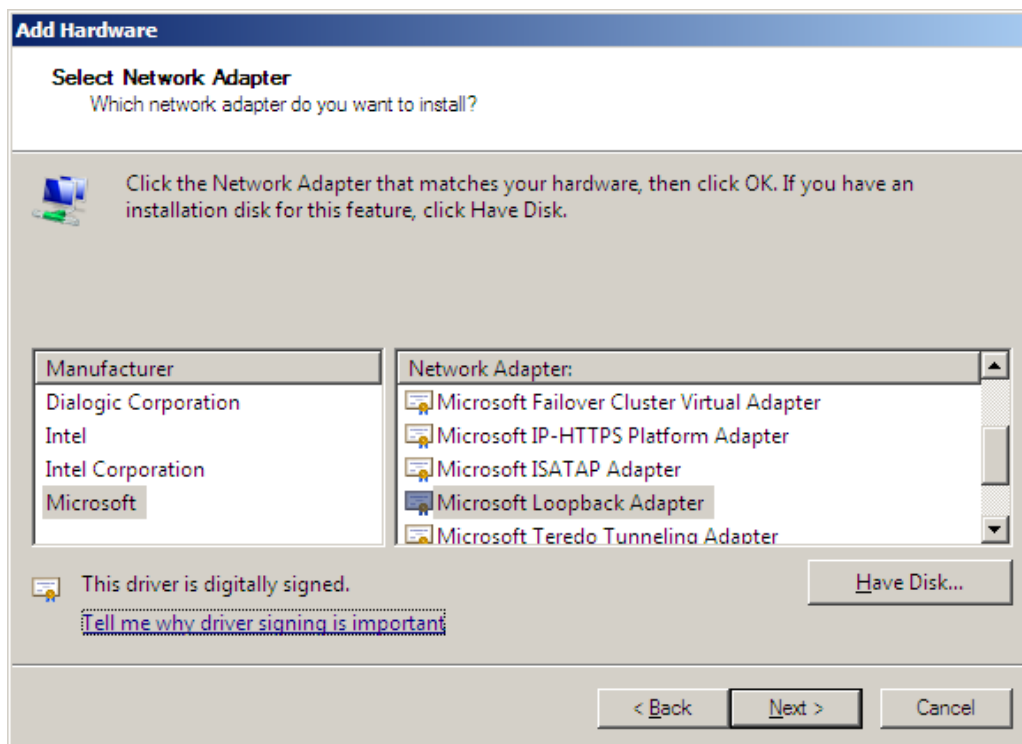 Add Hardware
Select Network Adapter
Which network adapter do you want to install?
Click the Network Adapter that matches your hardware, then click OK. If you have an
installation disk for this feature, click Have Disk.
Manufacturer
Dialogic Corporation
Intel
Intel Corporation
Microsoft
Network Adapter:
Microsoft Failover Cluster Virtual Adapter
Microsoft IP-HTTPS Platform Adapter
Microsoft ISATAP Adapter
Microsoft Loopback Adapter
Microsoft Teredo Tunneling Adapter
This driver is digitally signed.
Tell me why driver signing is important
Have Disk...
< Back
Next >
Cancel